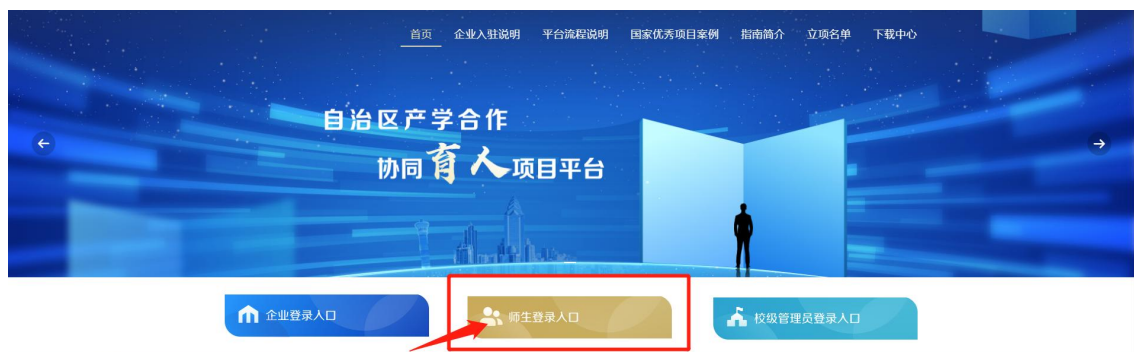 首页 企业入驻说明 平台流程说明 国家优秀项目案例 指南简介 立项名单 下载中心
自治区产学合作
协同育人项目平台
企业登录入口 师生登录入口 校级管理员登录入口